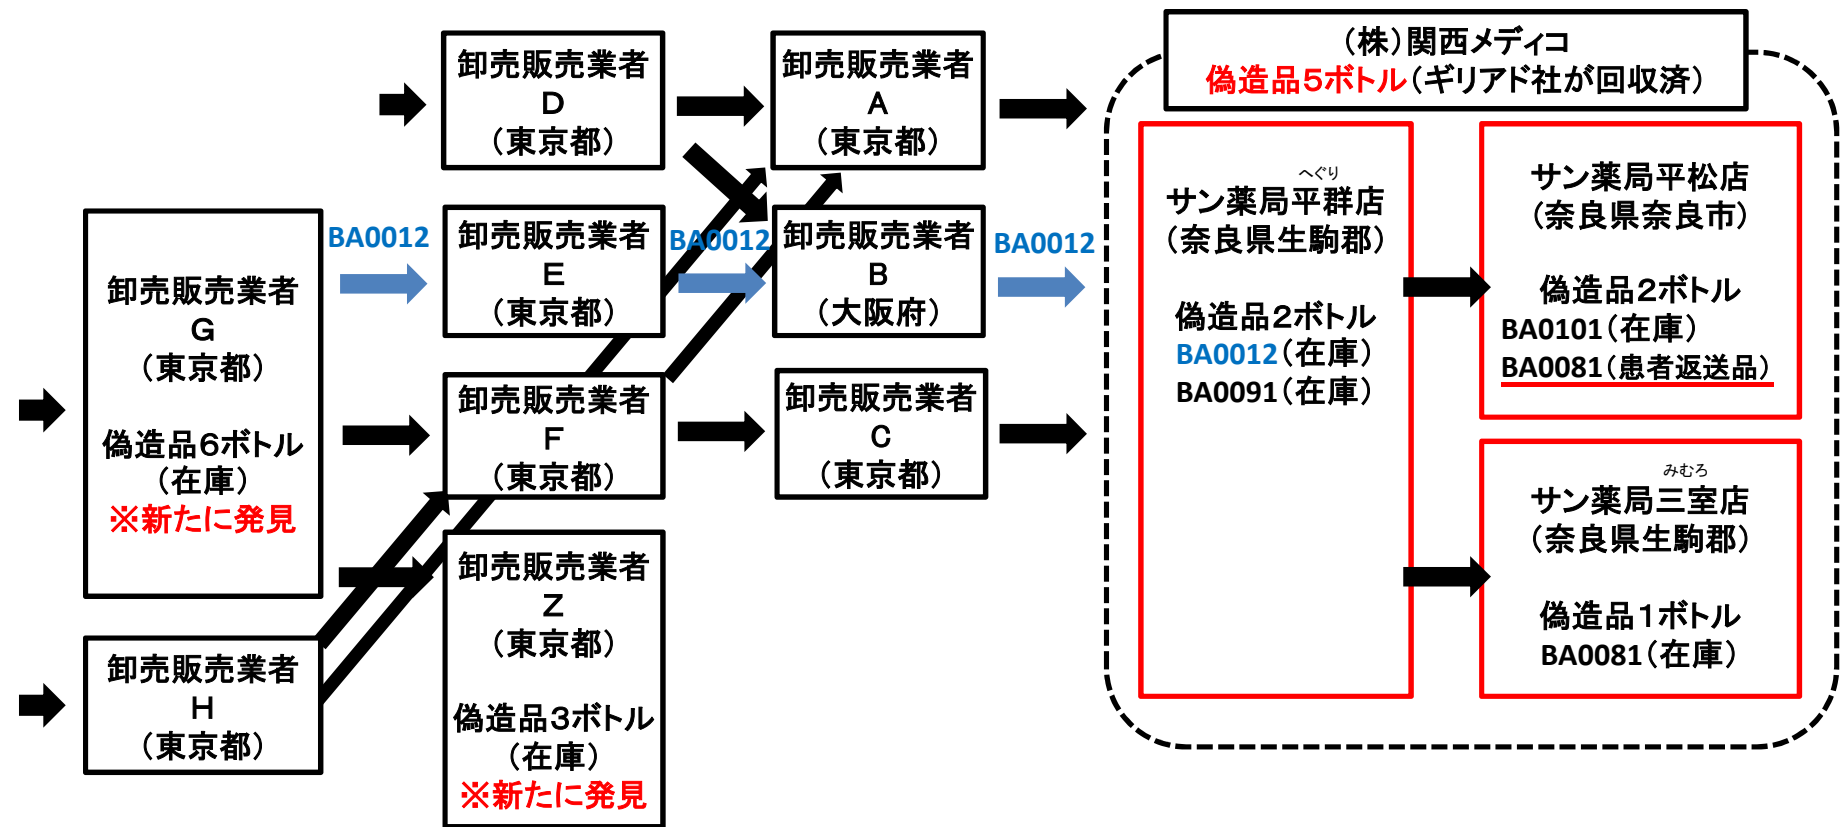 卸売販売業者
D
（東京都）
卸売販売業者
A
（東京都）
（株）関西メディコ
偽造品５ボトル（ギリアド社が回収済）
卸売販売業者
G
（東京都）
偽造品６ボトル
（在庫）
※新たに発見
BA0012
卸売販売業者
E
（東京都）
BA0012
卸売販売業者
B
（大阪府）
BA0012
卸売販売業者
F
（東京都）
卸売販売業者
C
（東京都）
卸売販売業者
H
（東京都）
卸売販売業者
Z
（東京都）
偽造品３ボトル
（在庫）
※新たに発見
へぐり
サン薬局平群店
（奈良県生駒郡）
偽造品２ボトル
BA0012（在庫）
BA0091（在庫）
サン薬局平松店
（奈良県奈良市）
偽造品２ボトル
BA0101（在庫）
BA0081（患者返送品）
みむろ
サン薬局三室店
（奈良県生駒郡）
偽造品１ボトル
BA0081（在庫）